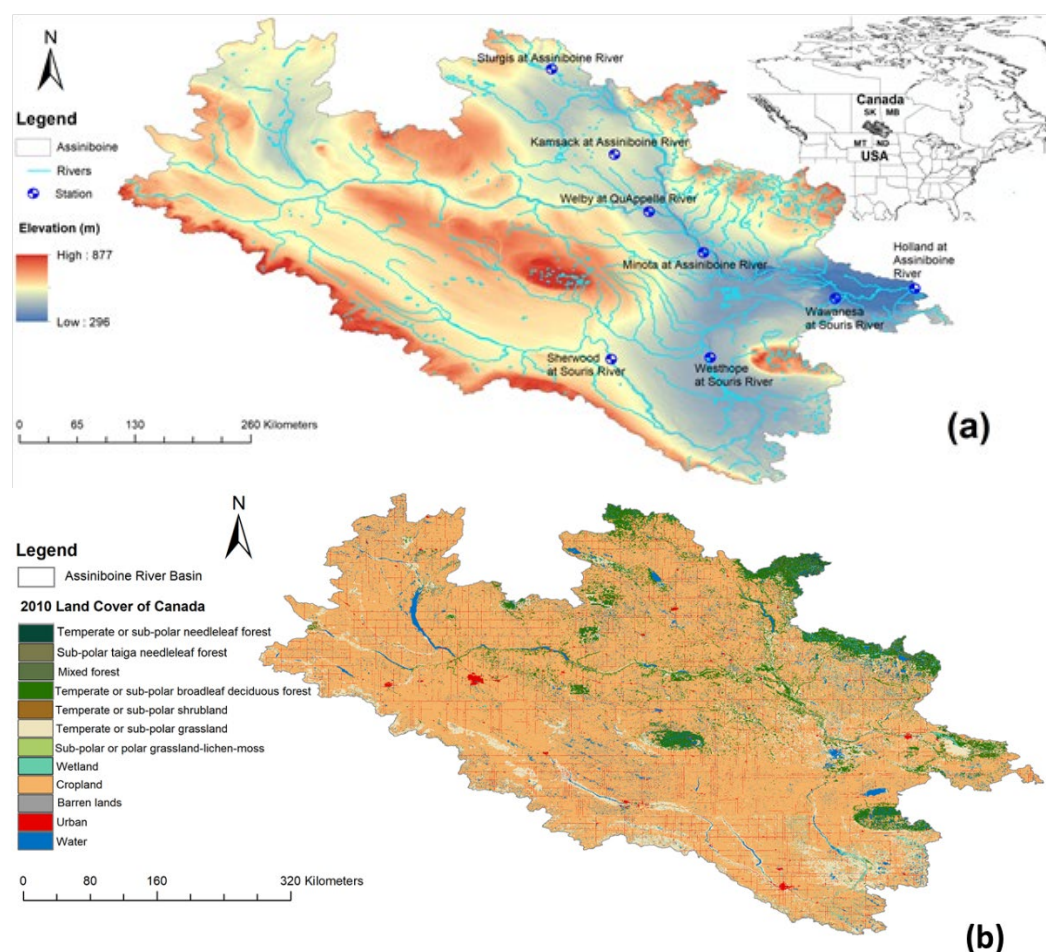 N
Legend
Assiniboine
Rivers
Station
Elevation (m)
High : 877
Low : 296
0 65 130 260 Kilometers
Sturgis at Assiniboine River
Kamsack at Assiniboine River
Welby at QuAppelle River
Minota at Assiniboine River
Holland at
Assiniboine
River
Wawanesa
at Souris River
Sherwood
at Souris River
Westhope
at Souris River
Canada
SK MB
MT ND
USA
(a)
N
Legend
Assiniboine River Basin
2010 Land Cover of Canada
Temperate or sub-polar needleleaf forest
Sub-polar taiga needleleaf forest
Mixed forest
Temperate or sub-polar broadleaf deciduous forest
Temperate or sub-polar shrubland
Temperate or sub-polar grassland
Sub-polar or polar grassland-lichen-moss
Wetland
Cropland
Barren lands
Urban
Water
0 80 160 320 Kilometers
(b)